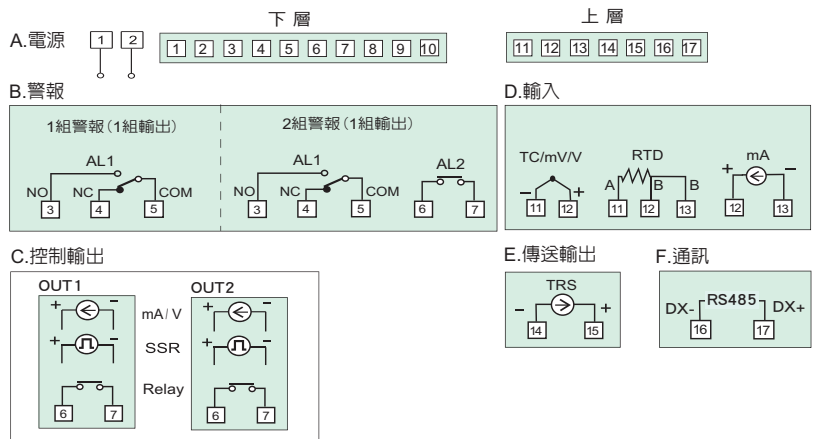 下層
上層
A.電源
1 2
1 2 3 4 5 6 7 8 9 10
11 12 13 14 15 16 17
B.警報
1組警報(1組輸出)
AL1
NO NC COM
3 4 5
2組警報(1組輸出)
AL1
NO NC COM
3 4 5
AL2
6 7
D.輸入
TC/mV/V
- +
11 12
RTD
A B B
11 12 13
mA
+ -
12 13
C.控制輸出
OUT1
+ -
+ -
6 7
mA/V
SSR
Relay
OUT2
+ -
+ -
6 7
E.傳送輸出
TRS
- +
14 15
F.通訊
DX- RS485 DX+
16 17